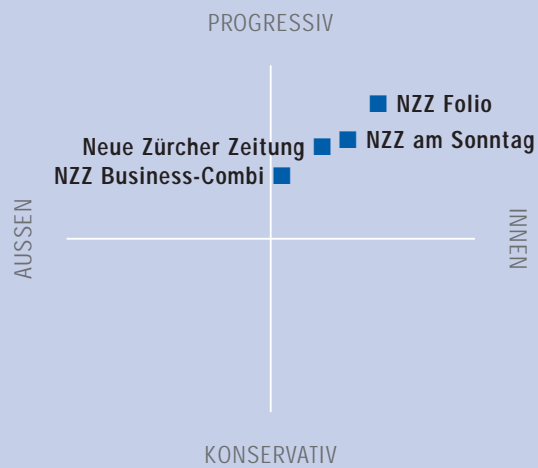 PROGRESSIV
NZZ Folio
NZZ am Sonntag
Neue Zürcher Zeitung
NZZ Business-Combi
AUSSEN
INNEN
KONSERVATIV